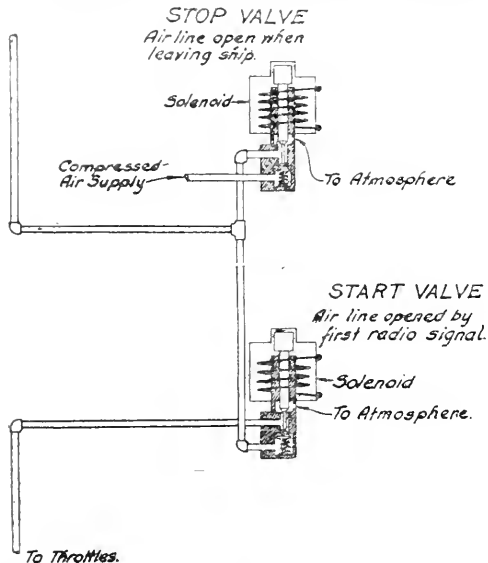 STOP VALVE
Air line open when
leaving ship.
Solenoid
Compressed
Air Supply
To Atmosphere
START VALVE
Air line opened by
first radio signal.
Solenoid
To Atmosphere.
To Throttles.